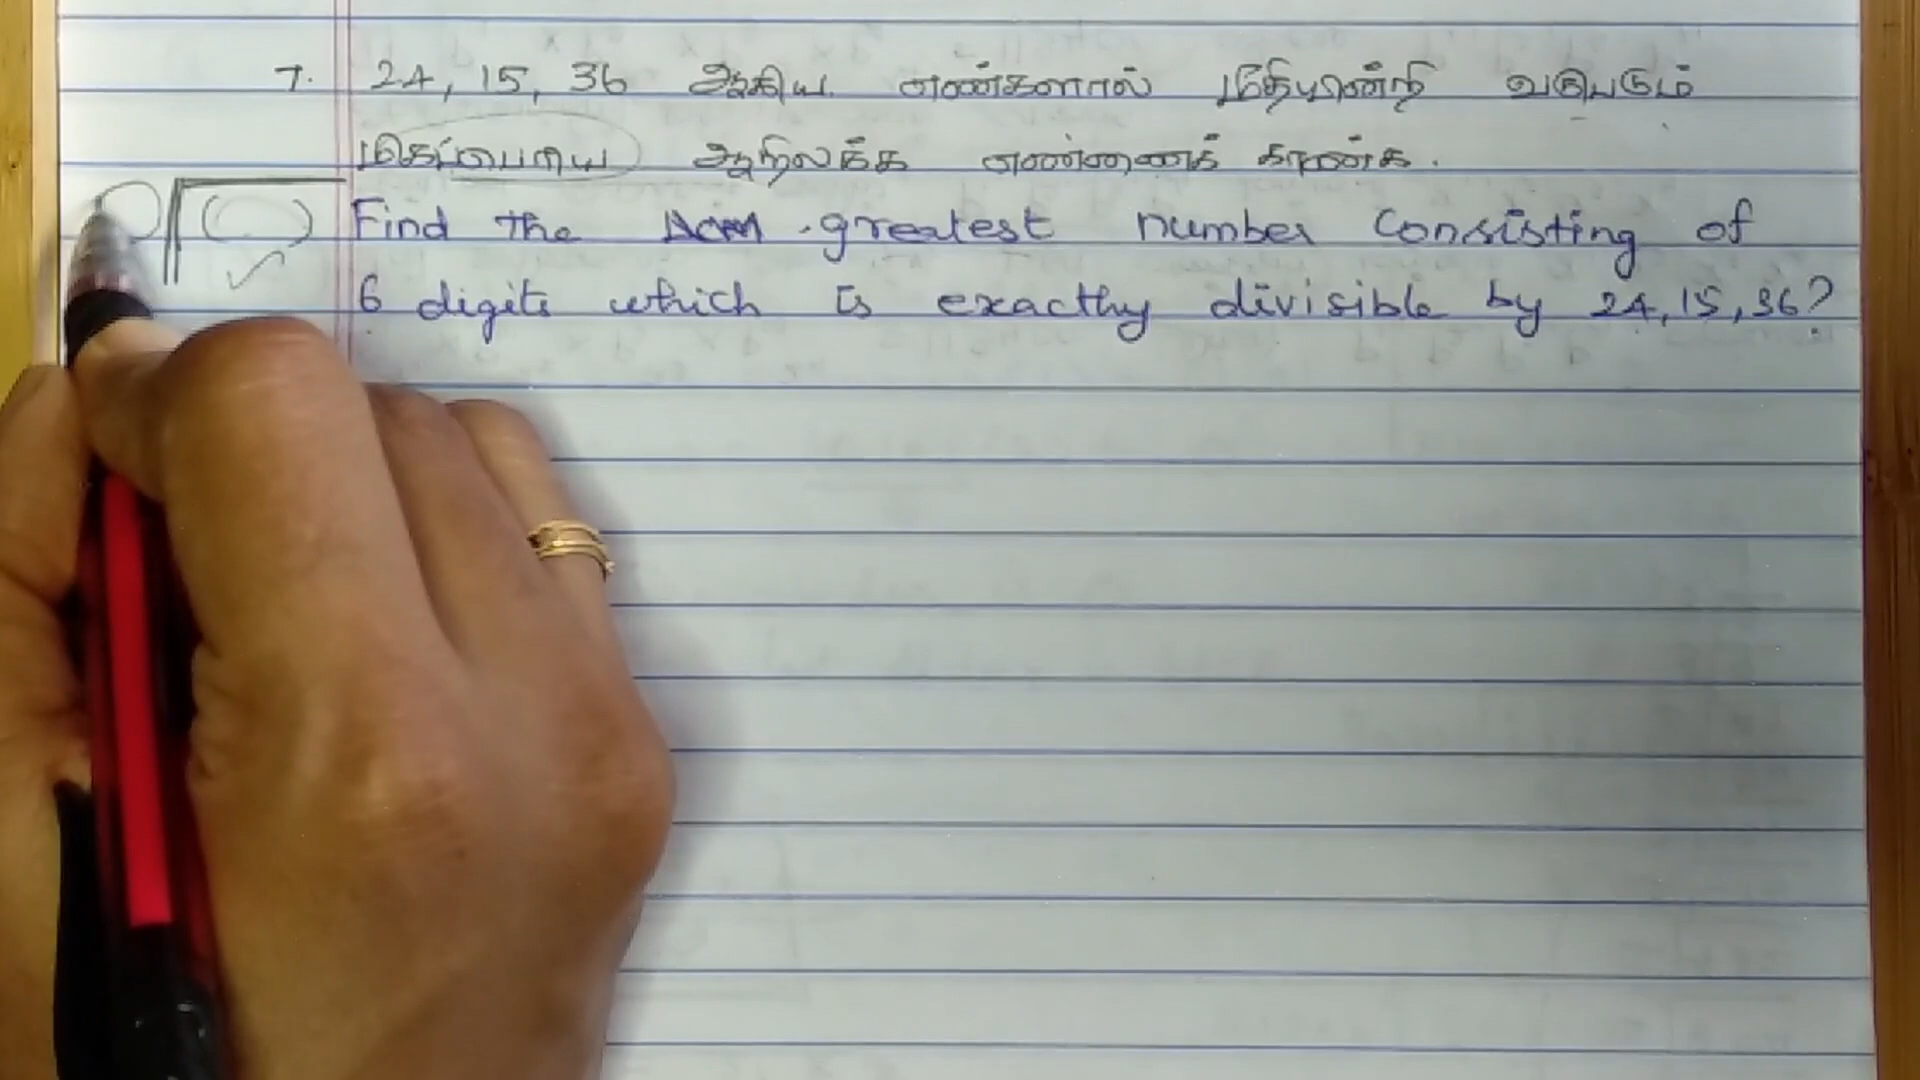 7. 24, 15, 36 ஆகிய எண்களால் மீதியின்றி வகுபடும்
மிகப்பெரிய ஆறிலக்க எண்ணைக் காண்க.
Find the greatest number consisting of
6 digits which is exactly divisible by 24, 15, 36?